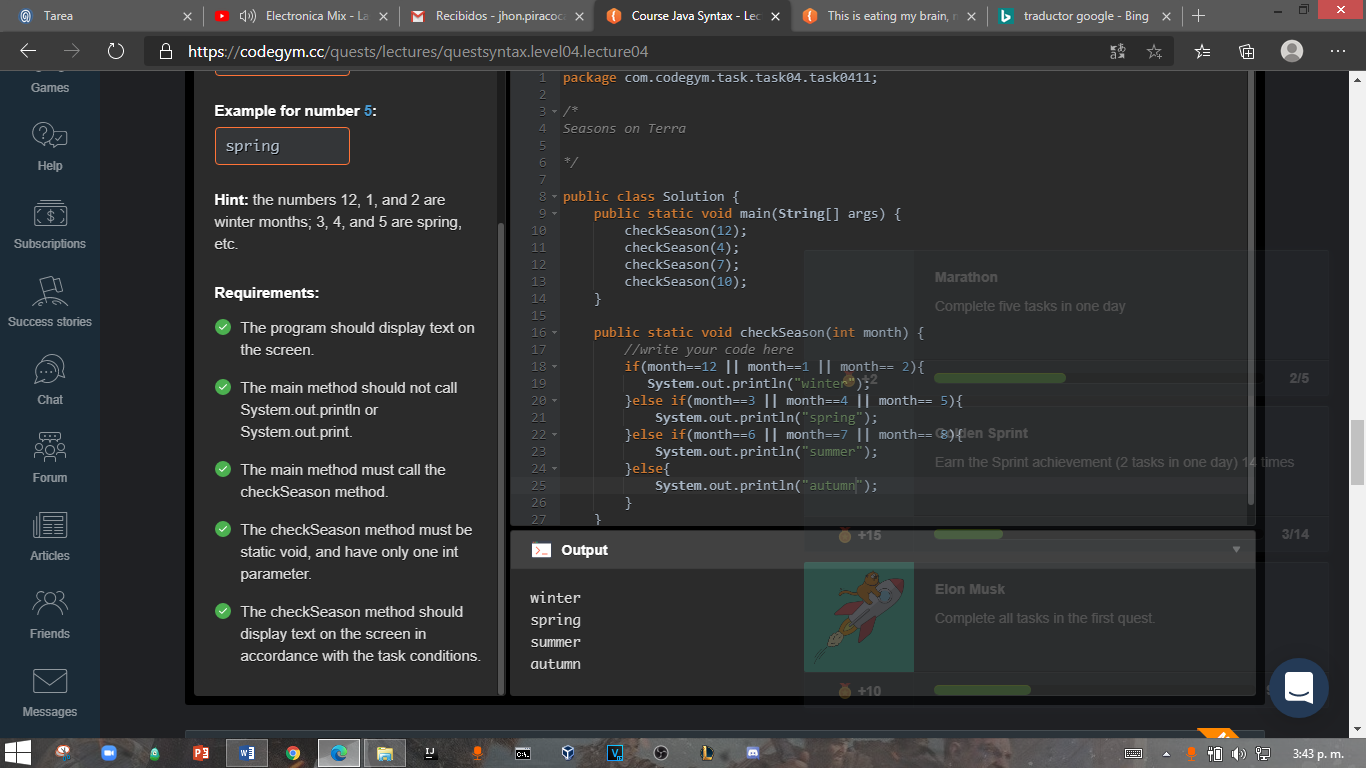 Tarea
Electronica Mix - La
Recibidos - jhon.piracoc
Course Java Syntax - Lec
This is eating my brain, n
traductor google - Bing
https://codegym.cc/quests/lectures/questsyntax.level04.lecture04
Games
Help
Subscriptions
Success stories
Chat
Forum
Articles
Friends
Messages
Example for number 5:
spring
Hint: the numbers 12, 1, and 2 are
winter months; 3, 4, and 5 are spring,
etc.
Requirements:
The program should display text on
the screen.
The main method should not call
System.out.println or
System.out.print.
The main method must call the
checkSeason method.
The checkSeason method must be
static void, and have only one int
parameter.
The checkSeason method should
display text on the screen in
accordance with the task conditions.
1 package com.codegym.task.task04.task0411;
2
3 /*
4 Seasons on Terra
5
6 */
7
8 public class Solution {
9     public static void main(String[] args) {
10         checkSeason(12);
11         checkSeason(4);
12         checkSeason(7);
13         checkSeason(10);
14     }
15
16     public static void checkSeason(int month) {
17         //write your code here
18         if(month==12 || month==1 || month== 2){
19            System.out.println("winter");
20         }else if(month==3 || month==4 || month== 5){
21             System.out.println("spring");
22         }else if(month==6 || month==7 || month== 8){
23             System.out.println("summer");
24         }else{
25             System.out.println("autumn");
26         }
27     }
Output
winter
spring
summer
autumn
Marathon
Complete five tasks in one day
+2
2/5
Golden Sprint
Earn the Sprint achievement (2 tasks in one day) 14 times
+15
3/14
Elon Musk
Complete all tasks in the first quest.
+10
3:43 p. m.